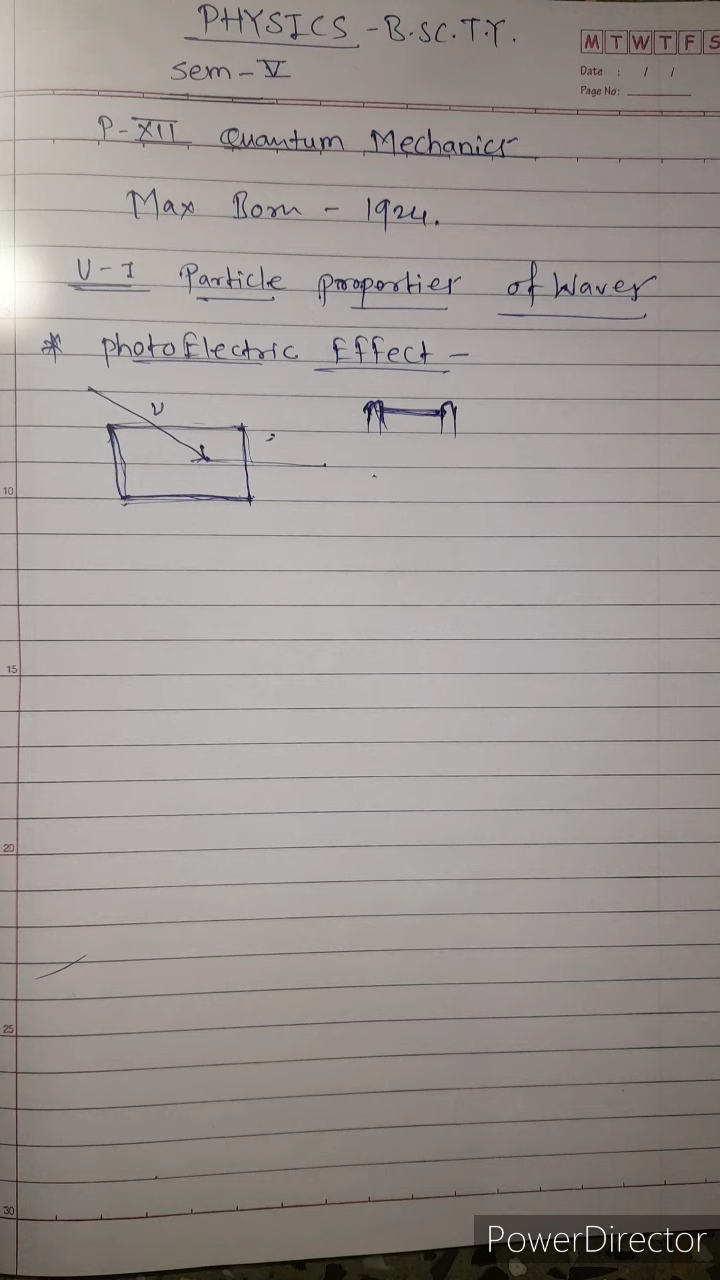 PHYSICS - B.SC.T.Y.
M T W T F S
sem - V
Date : / /
Page No:
P-XII Quantum Mechanics
Max Born - 1924.
U-I Particle properties of Waves
* photoElectric Effect -
ν
10
15
20
25
30
PowerDirector